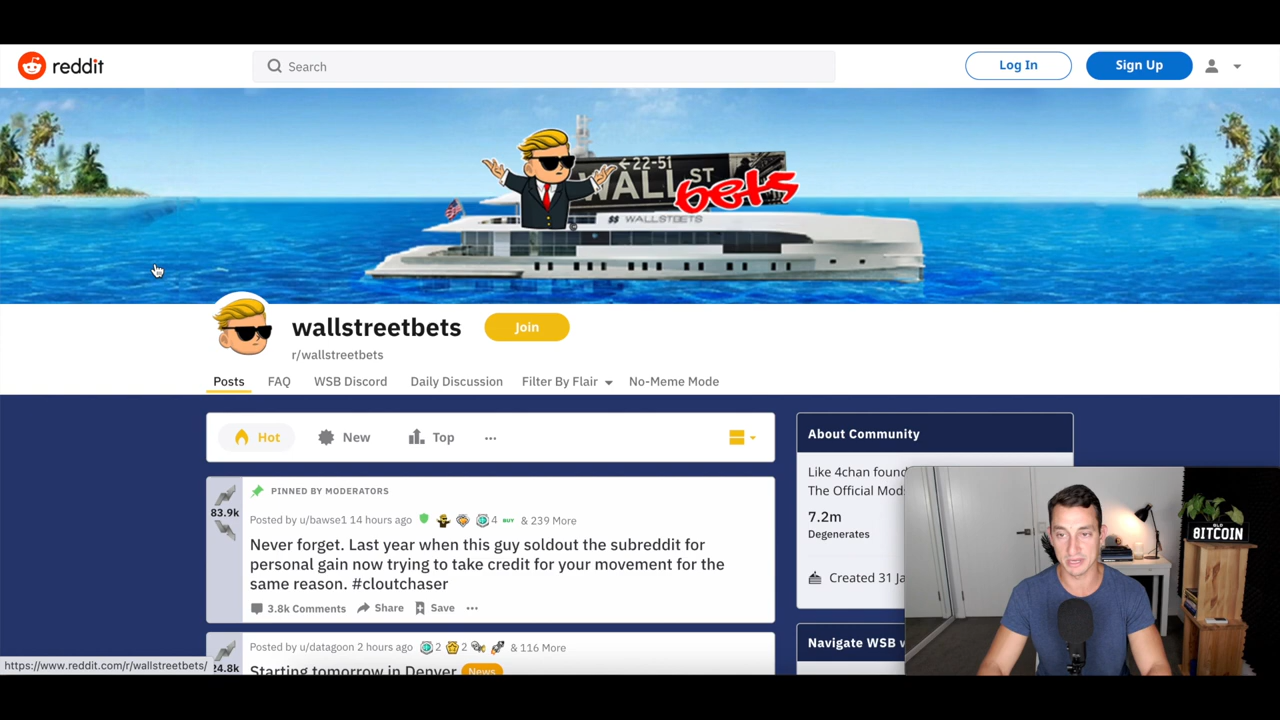 reddit
Search
Log In
Sign Up
22-51
WALL ST
bets
$$ WALLSTBETS
wallstreetbets
Join
r/wallstreetbets
Posts FAQ WSB Discord Daily Discussion Filter By Flair No-Meme Mode
Hot New Top ...
About Community
Like 4chan found
The Official Mod
7.2m
Degenerates
Created 31 Ja
PINNED BY MODERATORS
83.9k
Posted by u/bawse1 14 hours ago 4 BUY & 239 More
Never forget. Last year when this guy soldout the subreddit for
personal gain now trying to take credit for your movement for the
same reason. #cloutchaser
3.8k Comments Share Save ...
Navigate WSB
Posted by u/datagoon 2 hours ago 2 2 & 116 More
24.8k
Starting tomorrow in Denver News
https://www.reddit.com/r/wallstreetbets/
BITCOIN